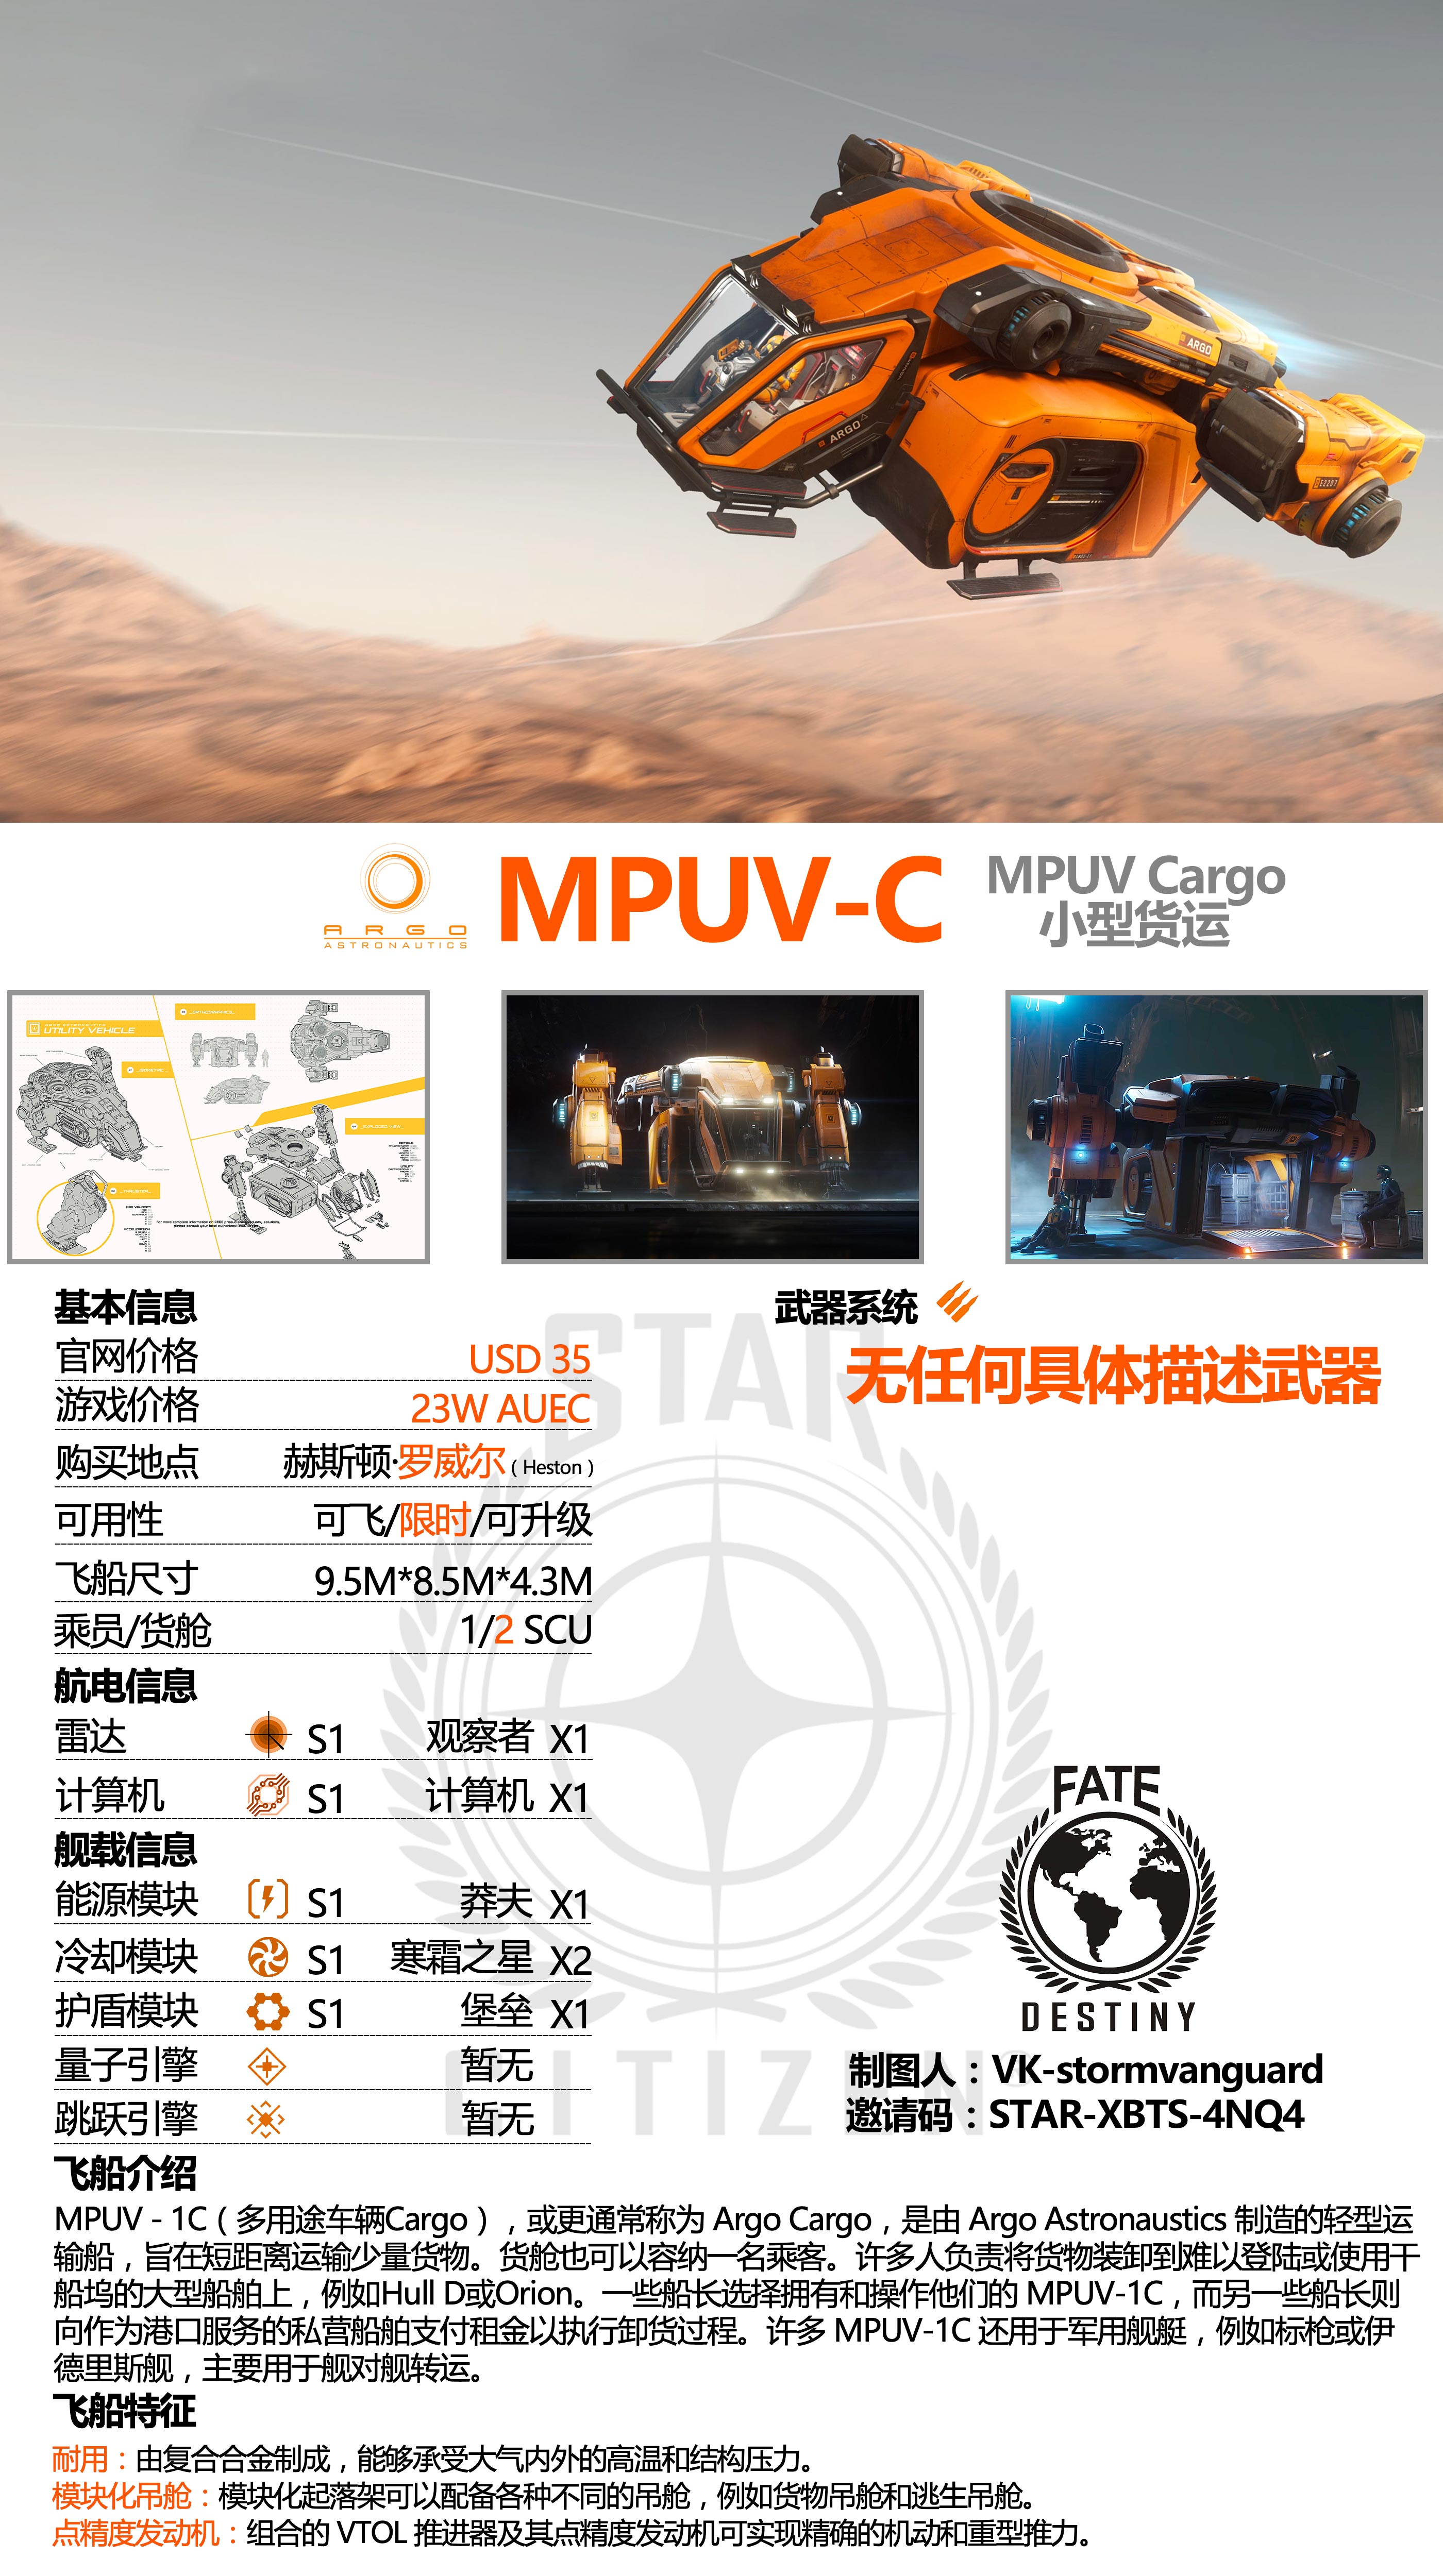 ARGO
ARGO
E2207
ARGO
ASTRONAUTICS
MPUV-C
MPUV Cargo
小型货运
UTILITY VEHICLE
基本信息
官网价格 USD 35
游戏价格 23W AUEC
购买地点 赫斯顿·罗威尔（Heston）
可用性 可飞/限时/可升级
飞船尺寸 9.5M*8.5M*4.3M
乘员/货舱 1/2 SCU
航电信息
雷达 S1 观察者 X1
计算机 S1 计算机 X1
舰载信息
能源模块 S1 莽夫 X1
冷却模块 S1 寒霜之星 X2
护盾模块 S1 堡垒 X1
量子引擎 暂无
跳跃引擎 暂无
武器系统
无任何具体描述武器
STAR
CITIZEN
FATE
DESTINY
制图人：VK-stormvanguard
邀请码：STAR-XBTS-4NQ4
飞船介绍
MPUV - 1C（多用途车辆Cargo），或更通常称为 Argo Cargo，是由 Argo Astronaustics 制造的轻型运
输船，旨在短距离运输少量货物。货舱也可以容纳一名乘客。许多人负责将货物装卸到难以登陆或使用干
船坞的大型船舶上，例如Hull D或Orion。一些船长选择拥有和操作他们的 MPUV-1C，而另一些船长则
向作为港口服务的私营船舶支付租金以执行卸货过程。许多 MPUV-1C 还用于军用舰艇，例如标枪或伊
德里斯舰，主要用于舰对舰转运。
飞船特征
耐用：由复合合金制成，能够承受大气内外的高温和结构压力。
模块化吊舱：模块化起落架可以配备各种不同的吊舱，例如货物吊舱和逃生吊舱。
点精度发动机：组合的 VTOL 推进器及其点精度发动机可实现精确的机动和重型推力。